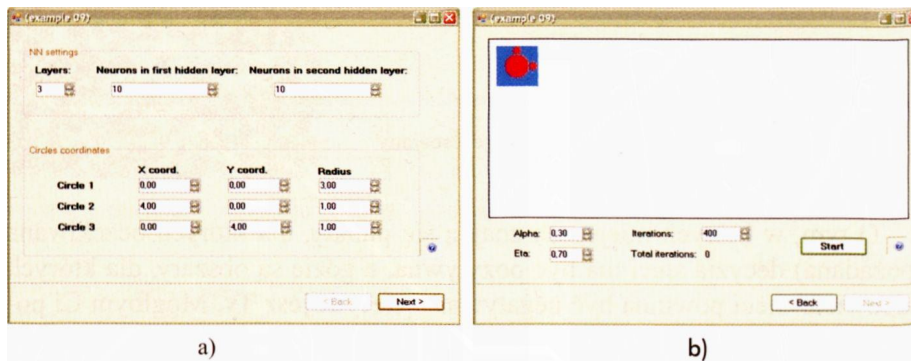 (example 09)
NN settings
Layers:
Neurons in first hidden layer:
Neurons in second hidden layer:
3
10
10
Circles coordinates
X coord.
Y coord.
Radius
Circle 1
0,00
0,00
3,00
Circle 2
4,00
0,00
1,00
Circle 3
0,00
4,00
1,00
< Back
Next >
a)
(example 09)
Alpha:
0,30
Iterations:
400
Eta:
0,70
Total iterations:
0
Start
< Back
Next >
b)